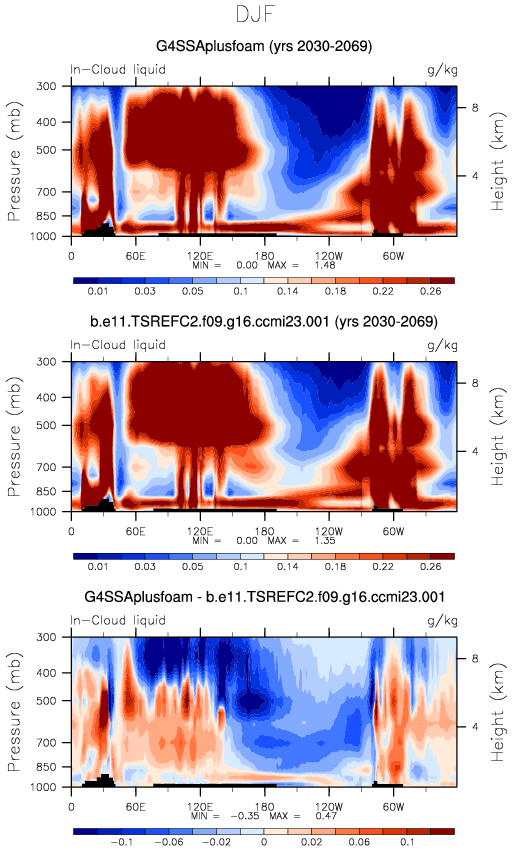 DJF
G4SSAplusfoam (yrs 2030-2069)
In-Cloud liquid g/kg
Pressure (mb)
300
400
500
700
850
1000
8
4
Height (km)
0 60E 120E 180 120W 60W
MIN = 0.00 MAX = 1.48
0.01 0.03 0.05 0.1 0.14 0.18 0.22 0.26
b.e11.TSREFC2.f09.g16.ccmi23.001 (yrs 2030-2069)
In-Cloud liquid g/kg
Pressure (mb)
300
400
500
700
850
1000
8
4
Height (km)
0 60E 120E 180 120W 60W
MIN = 0.00 MAX = 1.35
0.01 0.03 0.05 0.1 0.14 0.18 0.22 0.26
G4SSAplusfoam - b.e11.TSREFC2.f09.g16.ccmi23.001
In-Cloud liquid g/kg
Pressure (mb)
300
400
500
700
850
1000
8
4
Height (km)
0 60E 120E 180 120W 60W
MIN = −0.35 MAX = 0.47
−0.1 −0.06 −0.02 0 0.02 0.06 0.1